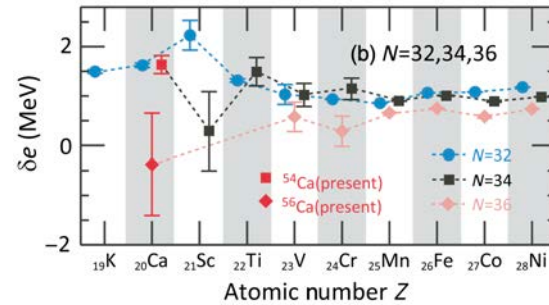 (b) N=32,34,36
δe (MeV)
2
0
−2
⁵⁴Ca(present)
⁵⁶Ca(present)
N=32
N=34
N=36
₁₉K ₂₀Ca ₂₁Sc ₂₂Ti ₂₃V ₂₄Cr ₂₅Mn ₂₆Fe ₂₇Co ₂₈Ni
Atomic number Z